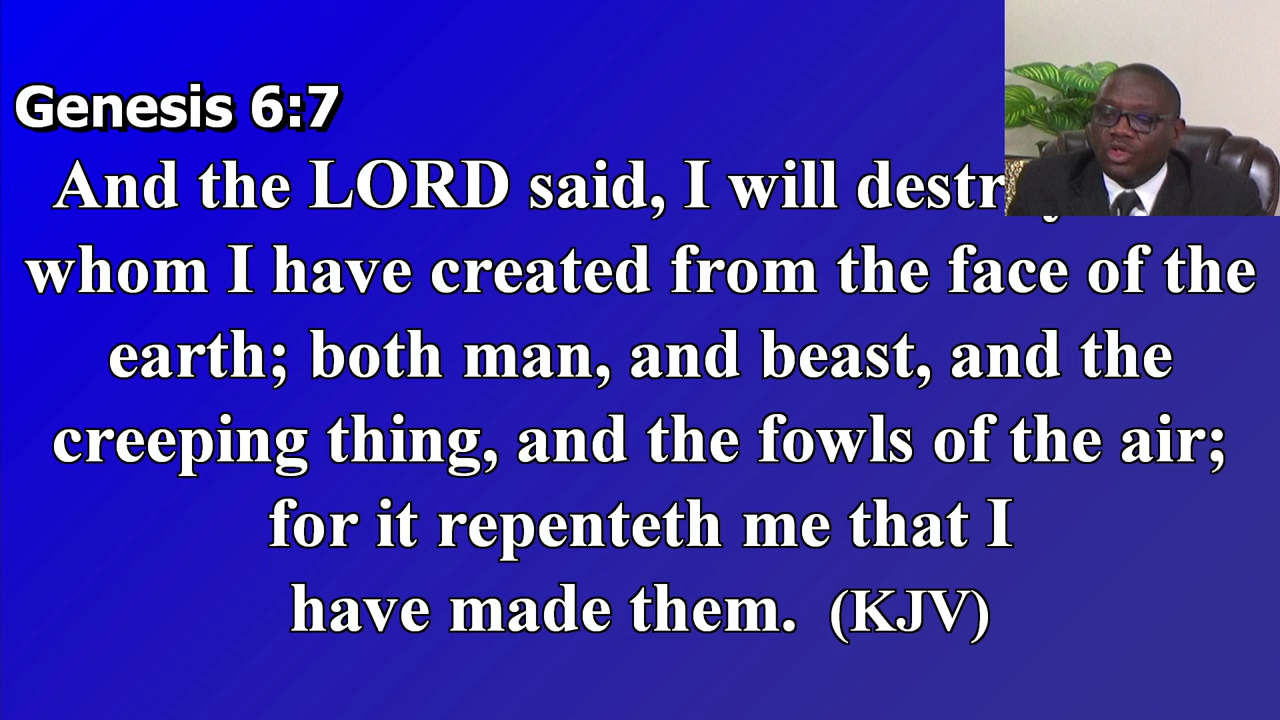 Genesis 6:7
And the LORD said, I will
whom I have created from the face of the
earth; both man, and beast, and the
creeping thing, and the fowls of the air;
for it repenteth me that I
have made them. (KJV)